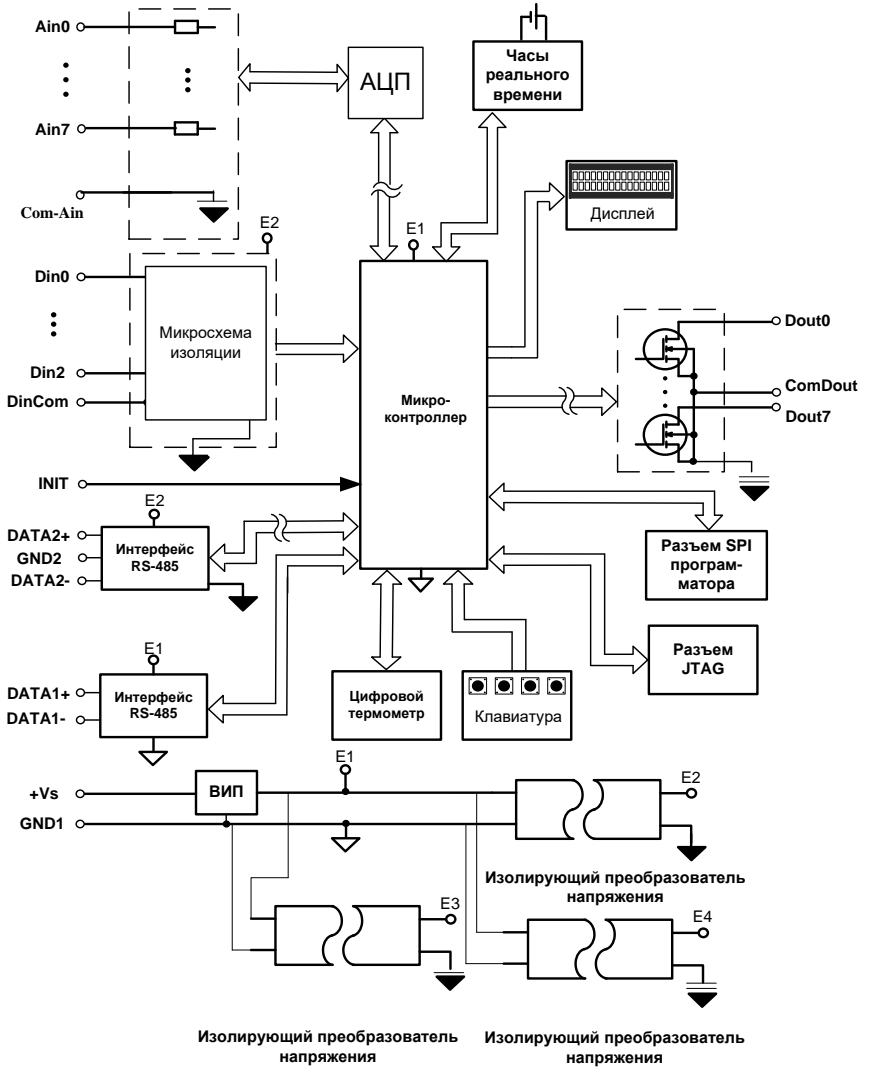 Ain0
Ain7
Com-Ain
АЦП
Часы
реального
времени
Дисплей
E2
E1
Din0
Din2
DinCom
Микросхема
изоляции
Микро-
контроллер
Dout0
ComDout
Dout7
INIT
E2
DATA2+
GND2
DATA2-
Интерфейс
RS-485
Разъем SPI
програм-
матора
E1
DATA1+
DATA1-
Интерфейс
RS-485
Цифровой
термометр
Клавиатура
Разъем
JTAG
+Vs
GND1
ВИП
E1
E2
Изолирующий преобразователь
напряжения
E3
E4
Изолирующий преобразователь
напряжения
Изолирующий преобразователь
напряжения